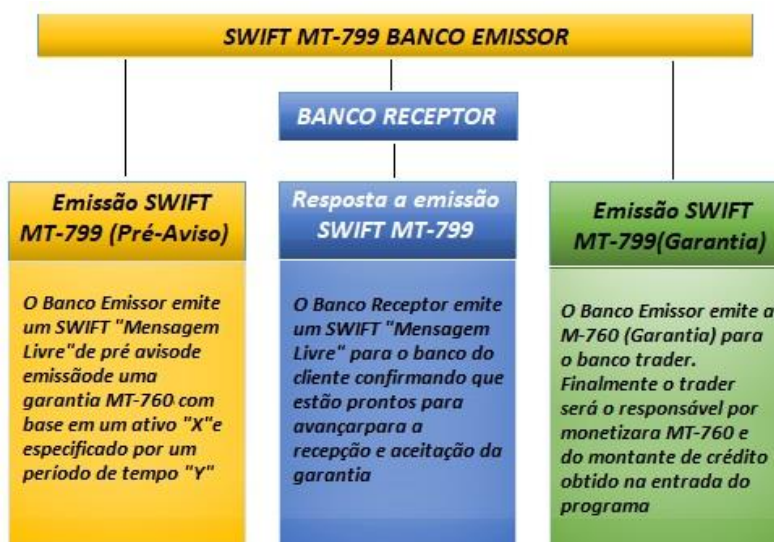 SWIFT MT-799 BANCO EMISSOR
BANCO RECEPTOR
Emissão SWIFT
MT-799 (Pré-Aviso)
O Banco Emissor emite
um SWIFT "Mensagem
Livre"de pré avisode
emissãode uma
garantia MT-760 com
base em um ativo "X"e
especificado por um
período de tempo "Y"
Resposta a emissão
SWIFT MT-799
O Banco Receptor emite
um SWIFT "Mensagem
Livre" para o banco do
cliente confirmando que
estão prontos para
avançarpara a
recepção e aceitação da
garantia
Emissão SWIFT
MT-799(Garantia)
O Banco Emissor emite a
M-760 (Garantia) para
o banco trader.
Finalmente o trader
será o responsável por
monetizara MT-760 e
do montante de crédito
obtido na entrada do
programa